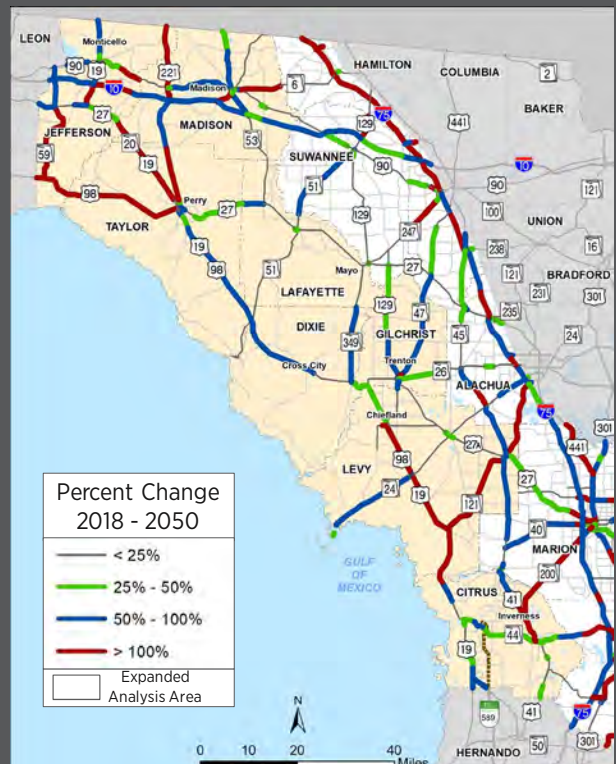 LEON
Monticello
HAMILTON
COLUMBIA
2
90
19
221
Madison
6
10
BAKER
75
441
27
JEFFERSON
MADISON
129
53
SUWANNEE
10
59
20
19
51
90
90
121
98
Perry
129
100
UNION
27
247
TAYLOR
238
16
19
51
Mayo
27
121
BRADFORD
98
LAFAYETTE
231
301
129
47
235
DIXIE
GILCHRIST
45
24
349
Trenton
26
Cross City
ALACHUA
75
Chiefland
301
27A
441
98
LEVY
27
24
19
121
40
MARION
GULF
OF
MEXICO
200
CITRUS
41
Inverness
44
19
589
41
75
HERNANDO
50
301
Percent Change
2018 - 2050
< 25%
25% - 50%
50% - 100%
> 100%
Expanded
Analysis Area
N
0 20 40
Miles